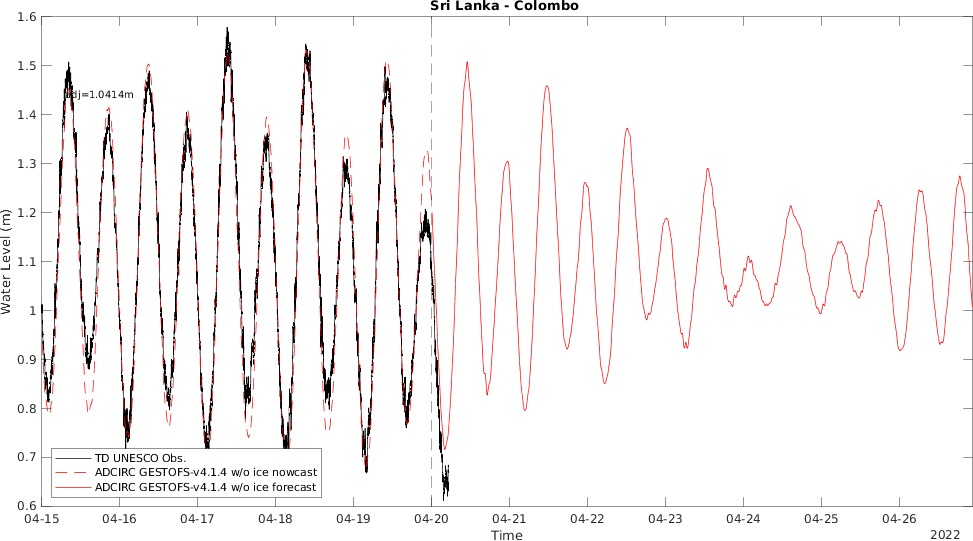 Sri Lanka - Colombo
1.6
1.5
1.4
1.3
1.2
1.1
1
0.9
0.8
0.7
0.6
Water Level (m)
adj=1.0414m
TD UNESCO Obs.
ADCIRC GESTOFS-v4.1.4 w/o ice nowcast
ADCIRC GESTOFS-v4.1.4 w/o ice forecast
04-15 04-16 04-17 04-18 04-19 04-20 04-21 04-22 04-23 04-24 04-25 04-26
Time
2022